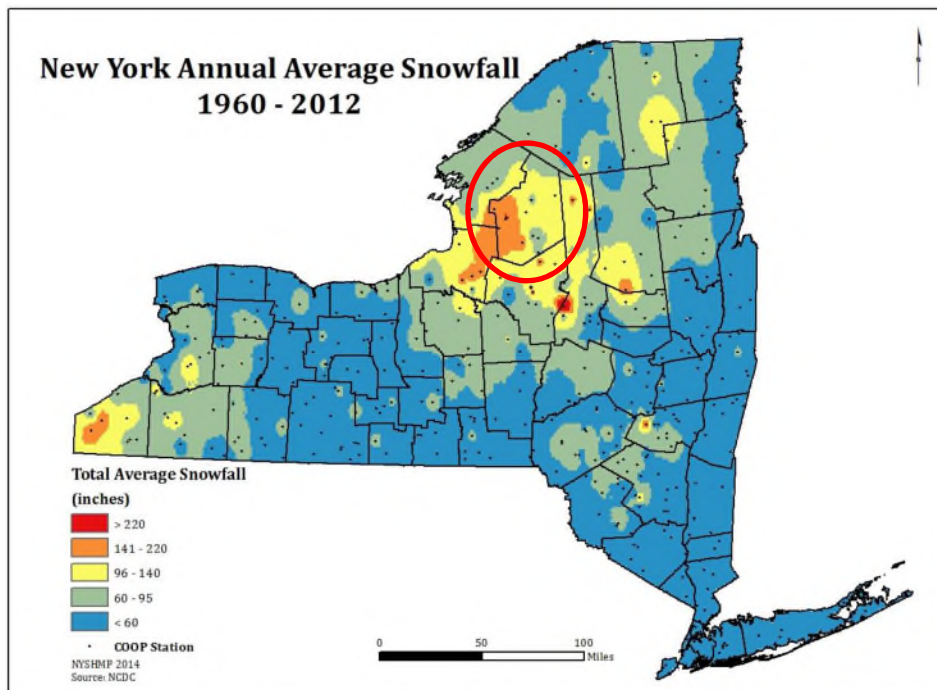 New York Annual Average Snowfall
1960 - 2012
Total Average Snowfall
(inches)
> 220
141 - 220
96 - 140
60 - 95
< 60
COOP Station
NYSHMP 2014
Source: NCDC
0 50 100
Miles